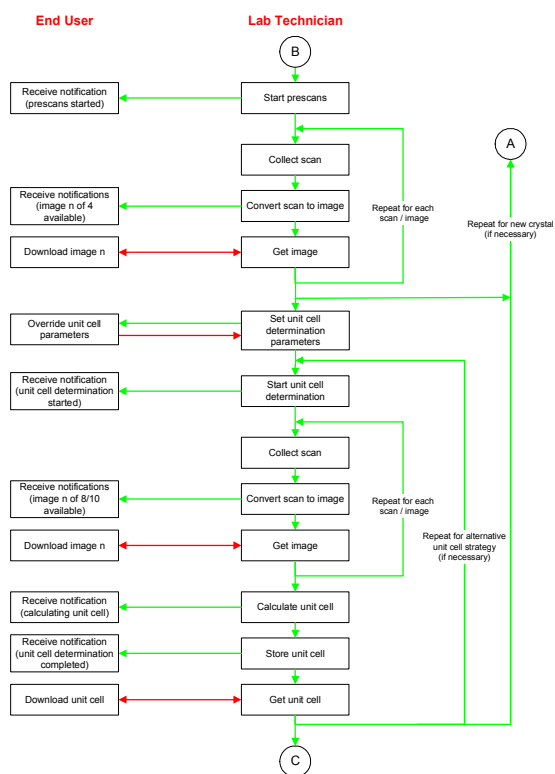 End User
Lab Technician
B
Receive notification
(prescans started)
Start prescans
A
Collect scan
Receive notifications
(image n of 4
available)
Convert scan to image
Repeat for each
scan / image
Repeat for new crystal
(if necessary)
Download image n
Get image
Override unit cell
parameters
Set unit cell
determination
parameters
Receive notification
(unit cell determination
started)
Start unit cell
determination
Collect scan
Receive notifications
(image n of 8/10
available)
Convert scan to image
Repeat for each
scan / image
Repeat for alternative
unit cell strategy
(if necessary)
Download image n
Get image
Receive notification
(calculating unit cell)
Calculate unit cell
Receive notification
(unit cell determination
completed)
Store unit cell
Download unit cell
Get unit cell
C